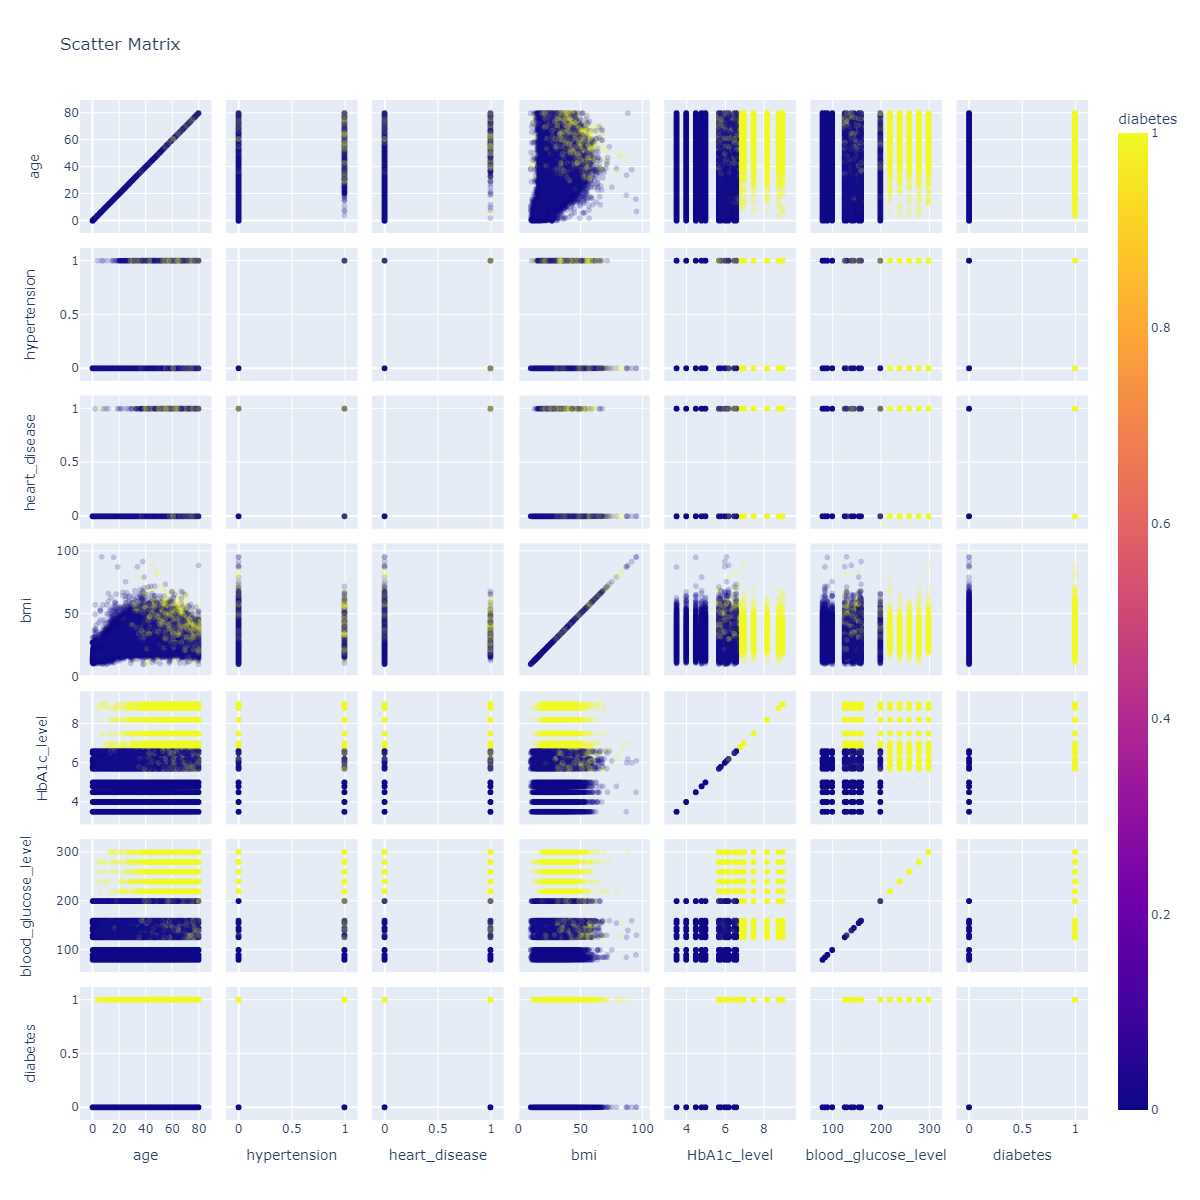 Scatter Matrix
diabetes
1
0.8
0.6
0.4
0.2
0
age
80
60
40
20
0
hypertension
1
0.5
0
heart_disease
1
0.5
0
bmi
100
50
0
HbA1c_level
8
6
4
blood_glucose_level
300
200
100
diabetes
1
0.5
0
0 20 40 60 80 0 0.5 1 0 0.5 1 0 50 100 4 6 8 100 200 300 0 0.5 1
age hypertension heart_disease bmi HbA1c_level blood_glucose_level diabetes